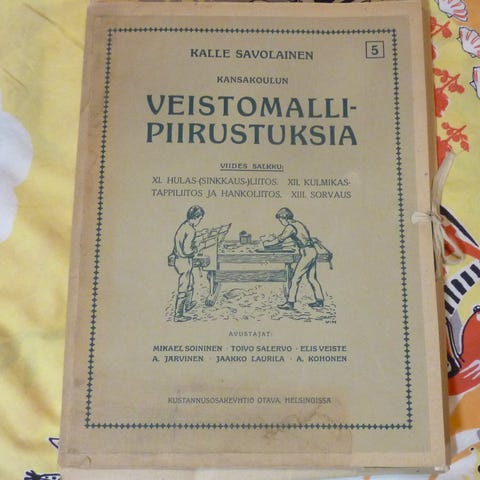 KALLE SAVOLAINEN
5
KANSAKOULUN
VEISTOMALLI-
PIIRUSTUKSIA
VIIDES SALKKU:
XI. HULAS-(SINKKAUS-)LIITOS. XII. KULMIKAS-
TAPPILIITOS JA HANKOLIITOS. XIII. SORVAUS
AVUSTAJAT:
MIKAEL SOININEN · TOIVO SALERVO · ELIS VEISTE
A. JÄRVINEN · JAAKKO LAURILA · A. KOHONEN
KUSTANNUSOSAKEYHTIÖ OTAVA, HELSINGISSÄ